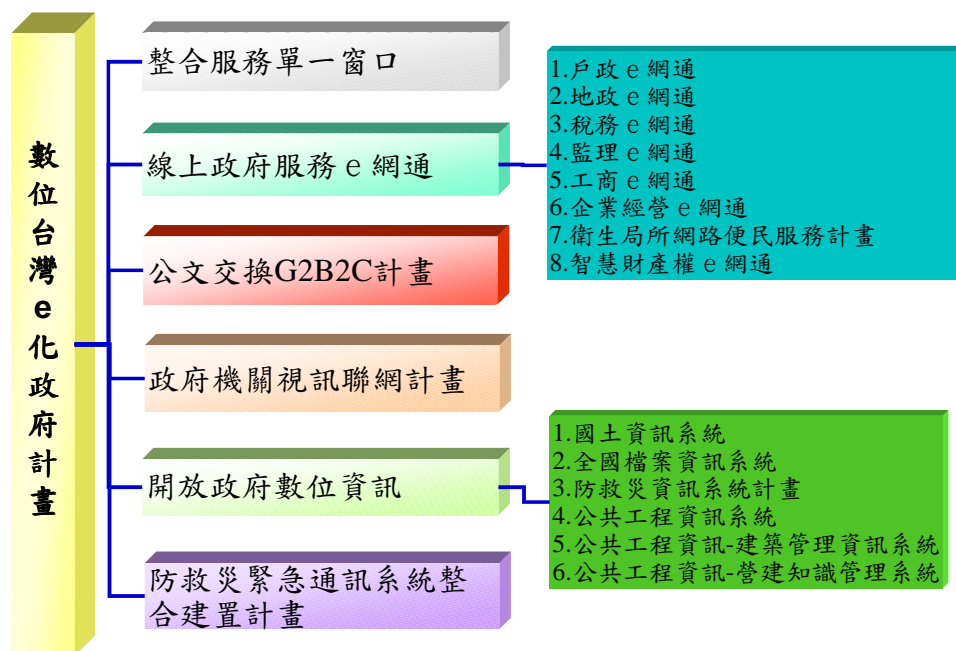 數位台灣e化政府計畫
整合服務單一窗口
線上政府服務e網通
1.戶政e網通
2.地政e網通
3.稅務e網通
4.監理e網通
5.工商e網通
6.企業經營e網通
7.衛生局所網路便民服務計畫
8.智慧財產權e網通
公文交換G2B2C計畫
政府機關視訊聯網計畫
開放政府數位資訊
1.國土資訊系統
2.全國檔案資訊系統
3.防救災資訊系統計畫
4.公共工程資訊系統
5.公共工程資訊-建築管理資訊系統
6.公共工程資訊-營建知識管理系統
防救災緊急通訊系統整
合建置計畫